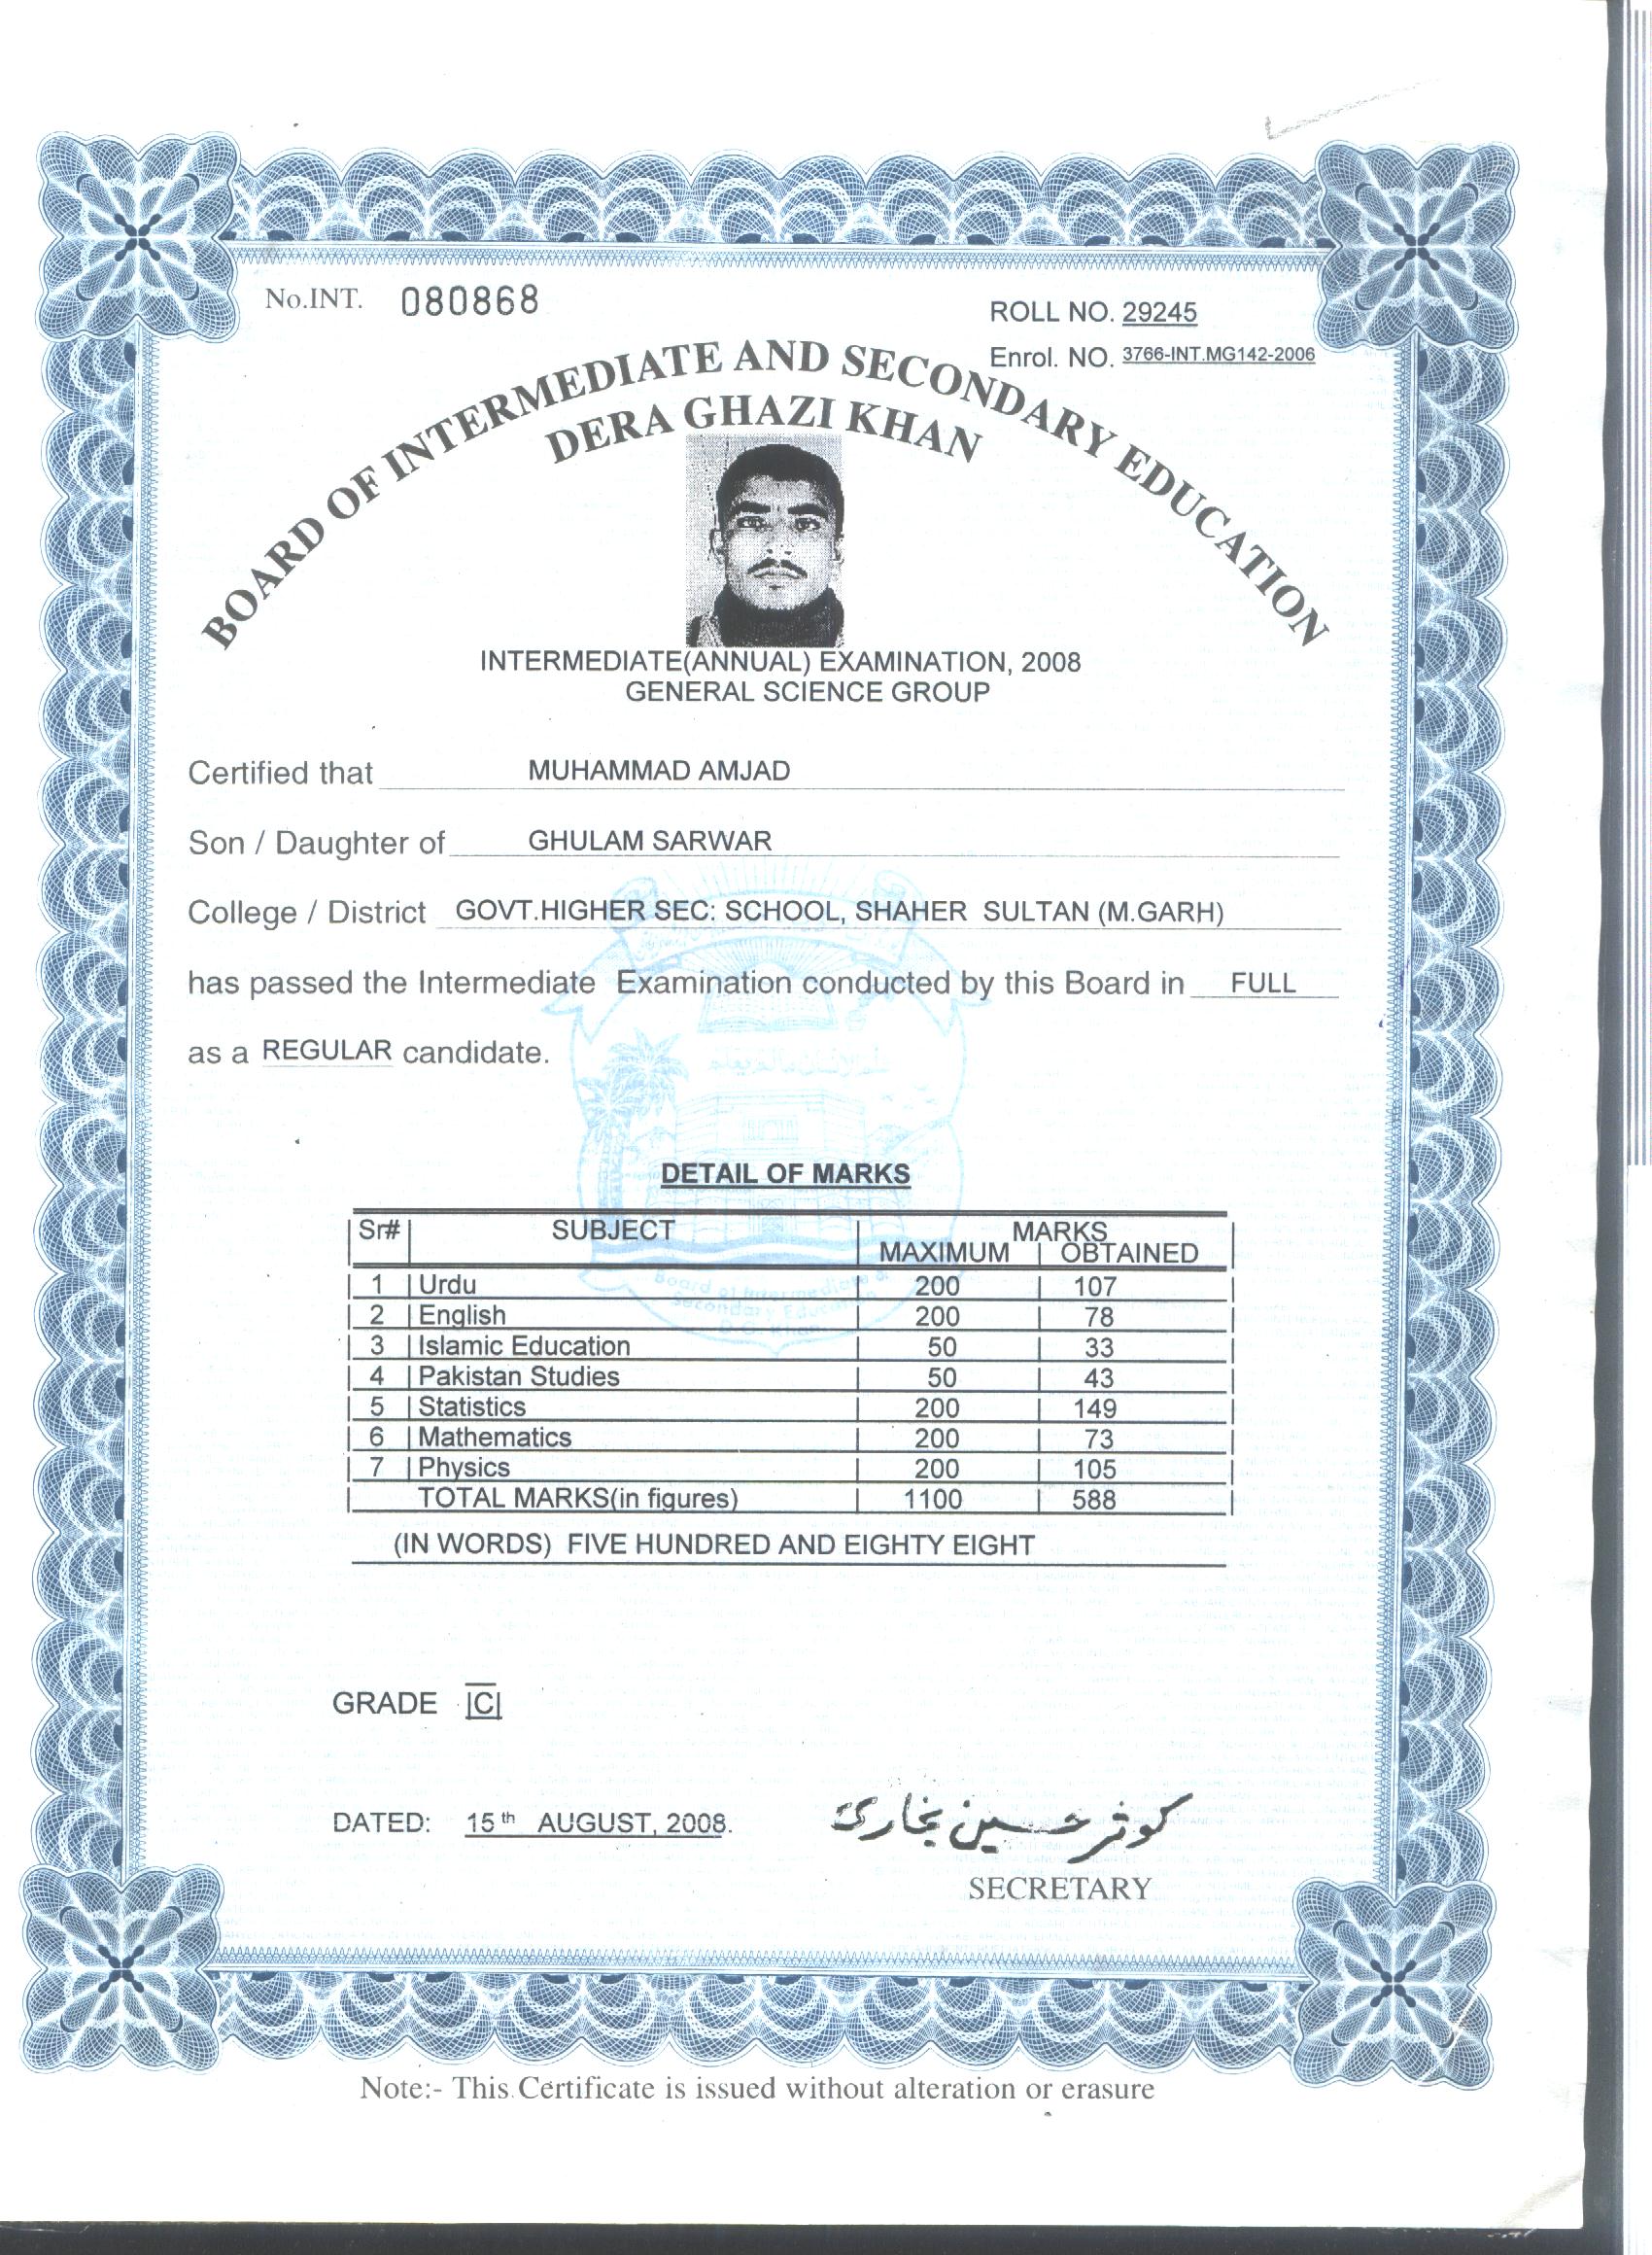 No.INT. 080868
ROLL NO. 29245
Enrol. NO. 3766-INT.MG142-2006
BOARD OF INTERMEDIATE AND SECONDARY EDUCATION
DERA GHAZI KHAN
INTERMEDIATE(ANNUAL) EXAMINATION, 2008
GENERAL SCIENCE GROUP
Certified that MUHAMMAD AMJAD
Son / Daughter of GHULAM SARWAR
College / District GOVT.HIGHER SEC: SCHOOL, SHAHER SULTAN (M.GARH)
has passed the Intermediate Examination conducted by this Board in FULL
as a REGULAR candidate.
DETAIL OF MARKS
Sr# SUBJECT MARKS
MAXIMUM OBTAINED
1 Urdu 200 107
2 English 200 78
3 Islamic Education 50 33
4 Pakistan Studies 50 43
5 Statistics 200 149
6 Mathematics 200 73
7 Physics 200 105
TOTAL MARKS(in figures) 1100 588
(IN WORDS) FIVE HUNDRED AND EIGHTY EIGHT
Board of Intermediate &
Secondary Education
D.G. Khan
GRADE C
DATED: 15th AUGUST, 2008.
حسین بخاری
SECRETARY
Note:- This Certificate is issued without alteration or erasure